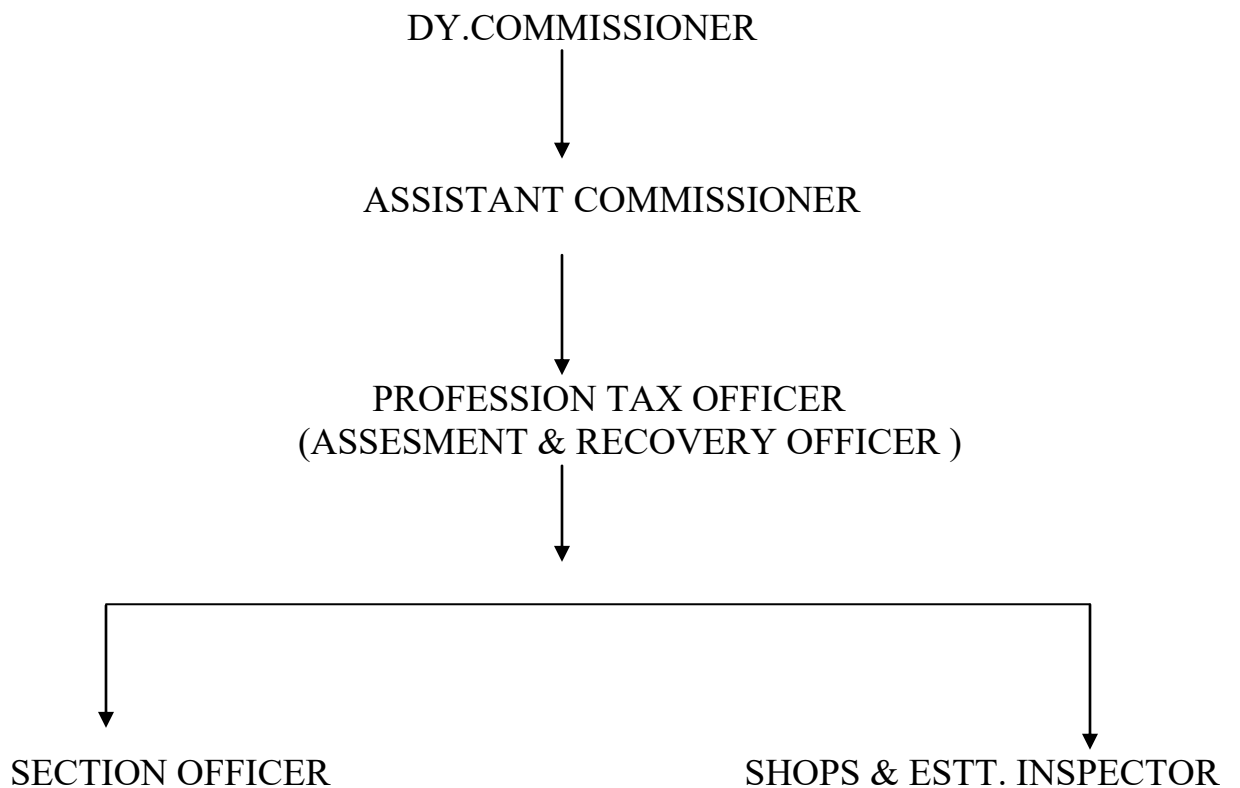 DY.COMMISSIONER
ASSISTANT COMMISSIONER
PROFESSION TAX OFFICER
(ASSESMENT & RECOVERY OFFICER )
SECTION OFFICER
SHOPS & ESTT. INSPECTOR